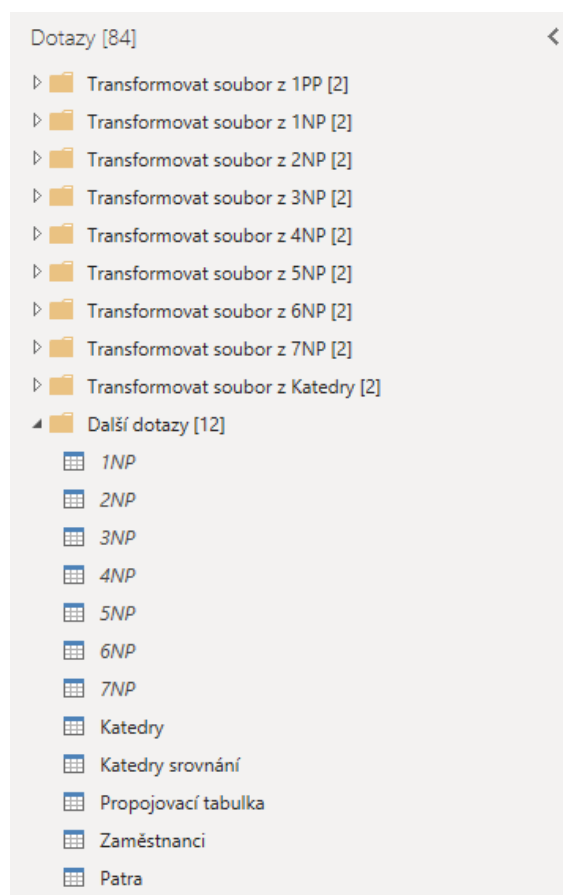 Dotazy [84]
Transformovat soubor z 1PP [2]
Transformovat soubor z 1NP [2]
Transformovat soubor z 2NP [2]
Transformovat soubor z 3NP [2]
Transformovat soubor z 4NP [2]
Transformovat soubor z 5NP [2]
Transformovat soubor z 6NP [2]
Transformovat soubor z 7NP [2]
Transformovat soubor z Katedry [2]
Další dotazy [12]
1NP
2NP
3NP
4NP
5NP
6NP
7NP
Katedry
Katedry srovnání
Propojovací tabulka
Zaměstnanci
Patra